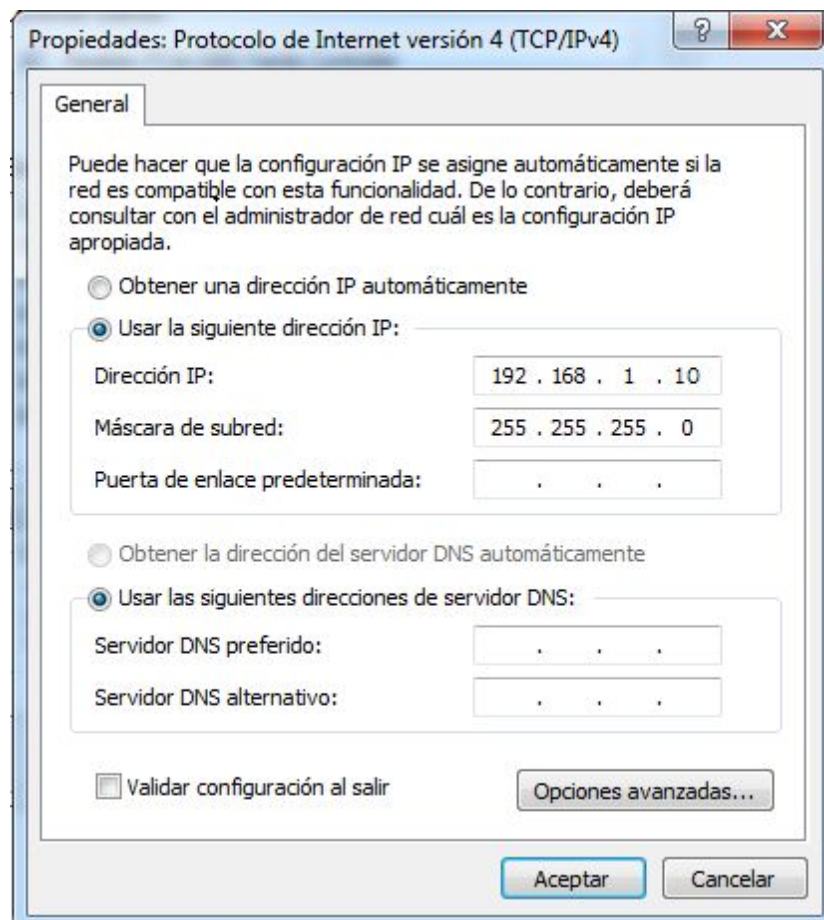 Propiedades: Protocolo de Internet versión 4 (TCP/IPv4)
General
Puede hacer que la configuración IP se asigne automáticamente si la
red es compatible con esta funcionalidad. De lo contrario, deberá
consultar con el administrador de red cuál es la configuración IP
apropiada.
Obtener una dirección IP automáticamente
Usar la siguiente dirección IP:
Dirección IP: 192 . 168 . 1 . 10
Máscara de subred: 255 . 255 . 255 . 0
Puerta de enlace predeterminada: . . .
Obtener la dirección del servidor DNS automáticamente
Usar las siguientes direcciones de servidor DNS:
Servidor DNS preferido: . . .
Servidor DNS alternativo: . . .
Validar configuración al salir
Opciones avanzadas...
Aceptar Cancelar